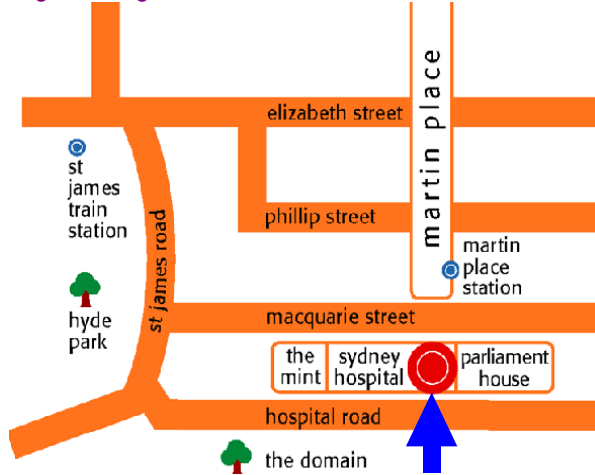 elizabeth street
martin place
st
james
train
station
phillip street
st james road
martin
place
station
hyde
park
macquarie street
the
mint
sydney
hospital
parliament
house
hospital road
the domain